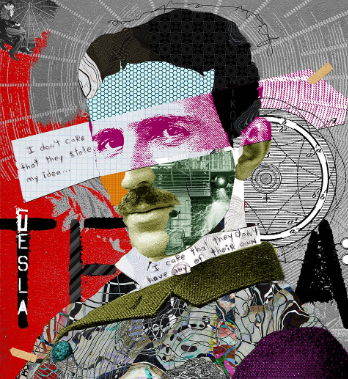 I don't care
that they stole
my idea...
I care that they don't
have any of their own
TESLA